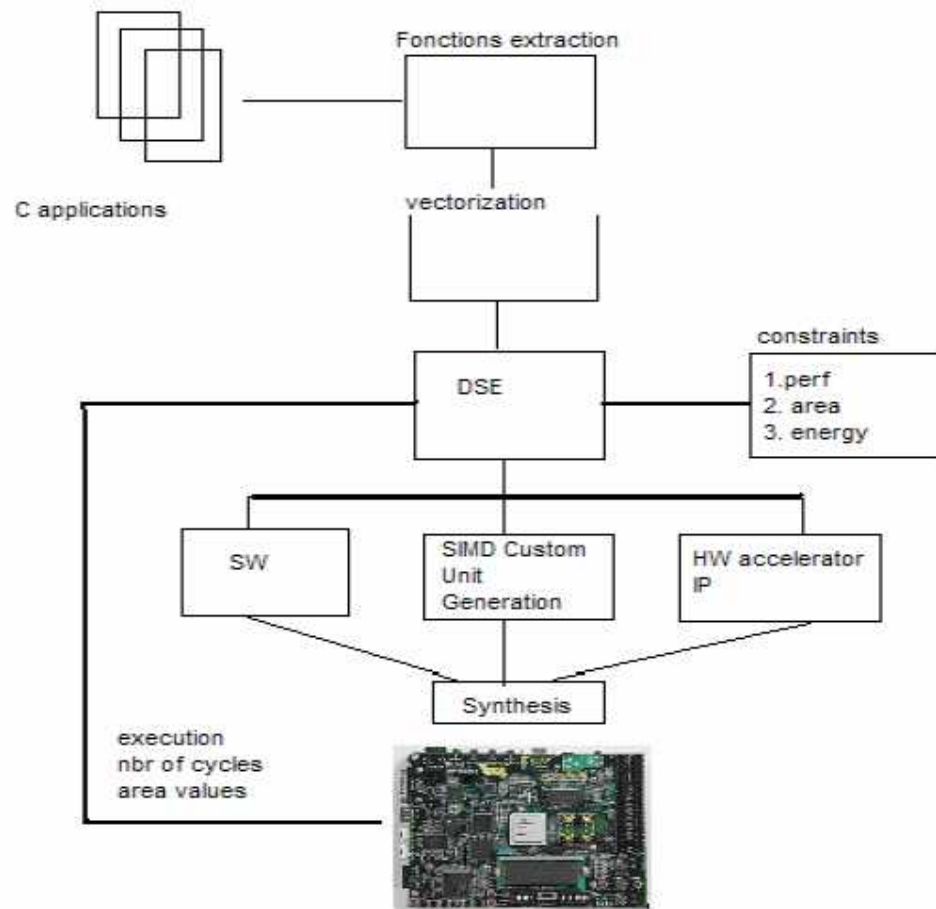 Fonctions extraction
C applications
vectorization
constraints
1.perf
2. area
3. energy
DSE
SW
SIMD Custom
Unit
Generation
HW accelerator
IP
Synthesis
execution
nbr of cycles
area values